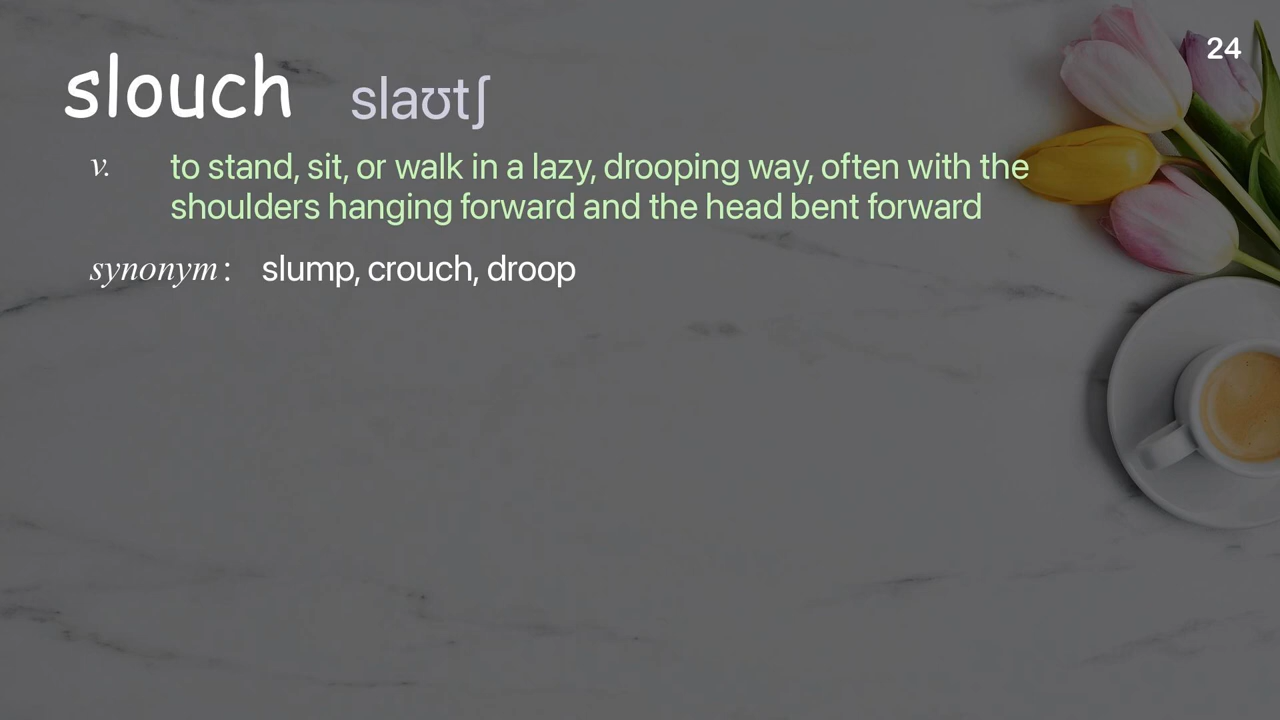 24
slouch slaʊtʃ
v. to stand, sit, or walk in a lazy, drooping way, often with the
shoulders hanging forward and the head bent forward
synonym: slump, crouch, droop